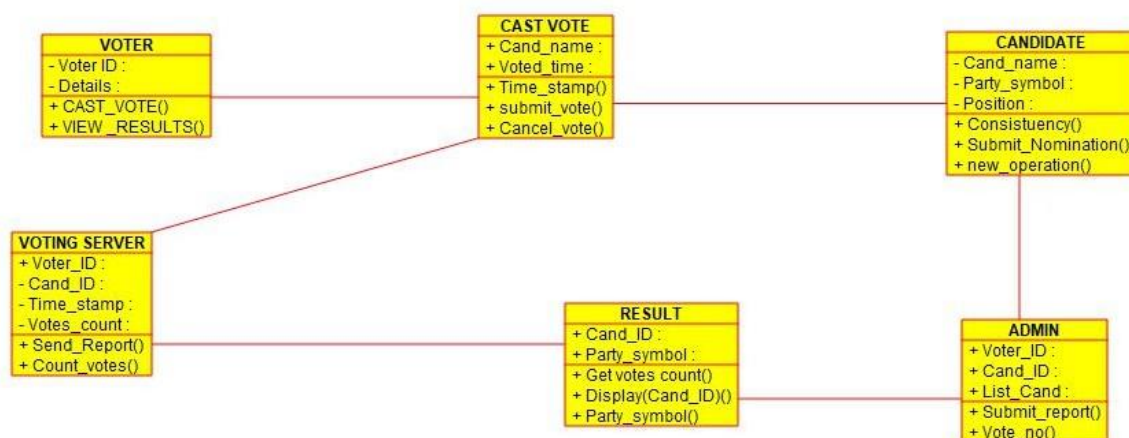 VOTER
- Voter ID :
- Details :
+ CAST_VOTE()
+ VIEW _RESULTS()
CAST VOTE
+ Cand_name :
+ Voted_time :
+ Time_stamp()
+ submit_vote()
+ Cancel_vote()
CANDIDATE
- Cand_name :
- Party_symbol :
- Position :
+ Consistuency()
+ Submit_Nomination()
+ new_operation()
VOTING SERVER
+ Voter_ID :
- Cand_ID :
- Time_stamp :
- Votes_count :
+ Send_Report()
+ Count_votes()
RESULT
+ Cand_ID :
+ Party_symbol :
+ Get votes count()
+ Display(Cand_ID)()
+ Party_symbol()
ADMIN
+ Voter_ID :
+ Cand_ID :
+ List_Cand :
+ Submit_report()
+ Vote_no()